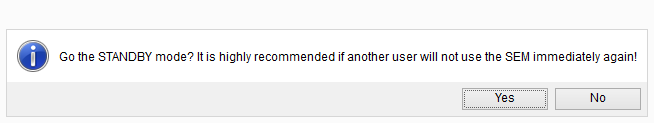 Go the STANDBY mode? It is highly recommended if another user will not use the SEM immediately again!
Yes
No